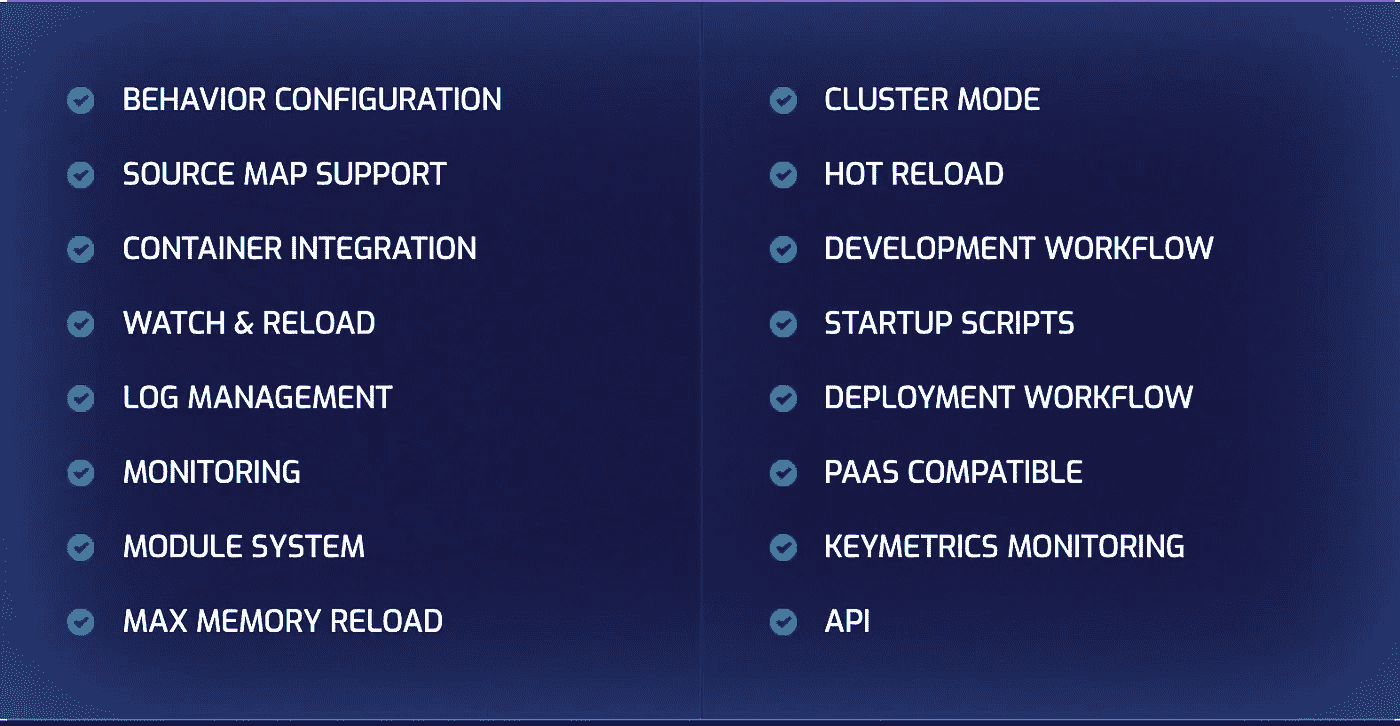 BEHAVIOR CONFIGURATION
SOURCE MAP SUPPORT
CONTAINER INTEGRATION
WATCH & RELOAD
LOG MANAGEMENT
MONITORING
MODULE SYSTEM
MAX MEMORY RELOAD
CLUSTER MODE
HOT RELOAD
DEVELOPMENT WORKFLOW
STARTUP SCRIPTS
DEPLOYMENT WORKFLOW
PAAS COMPATIBLE
KEYMETRICS MONITORING
API